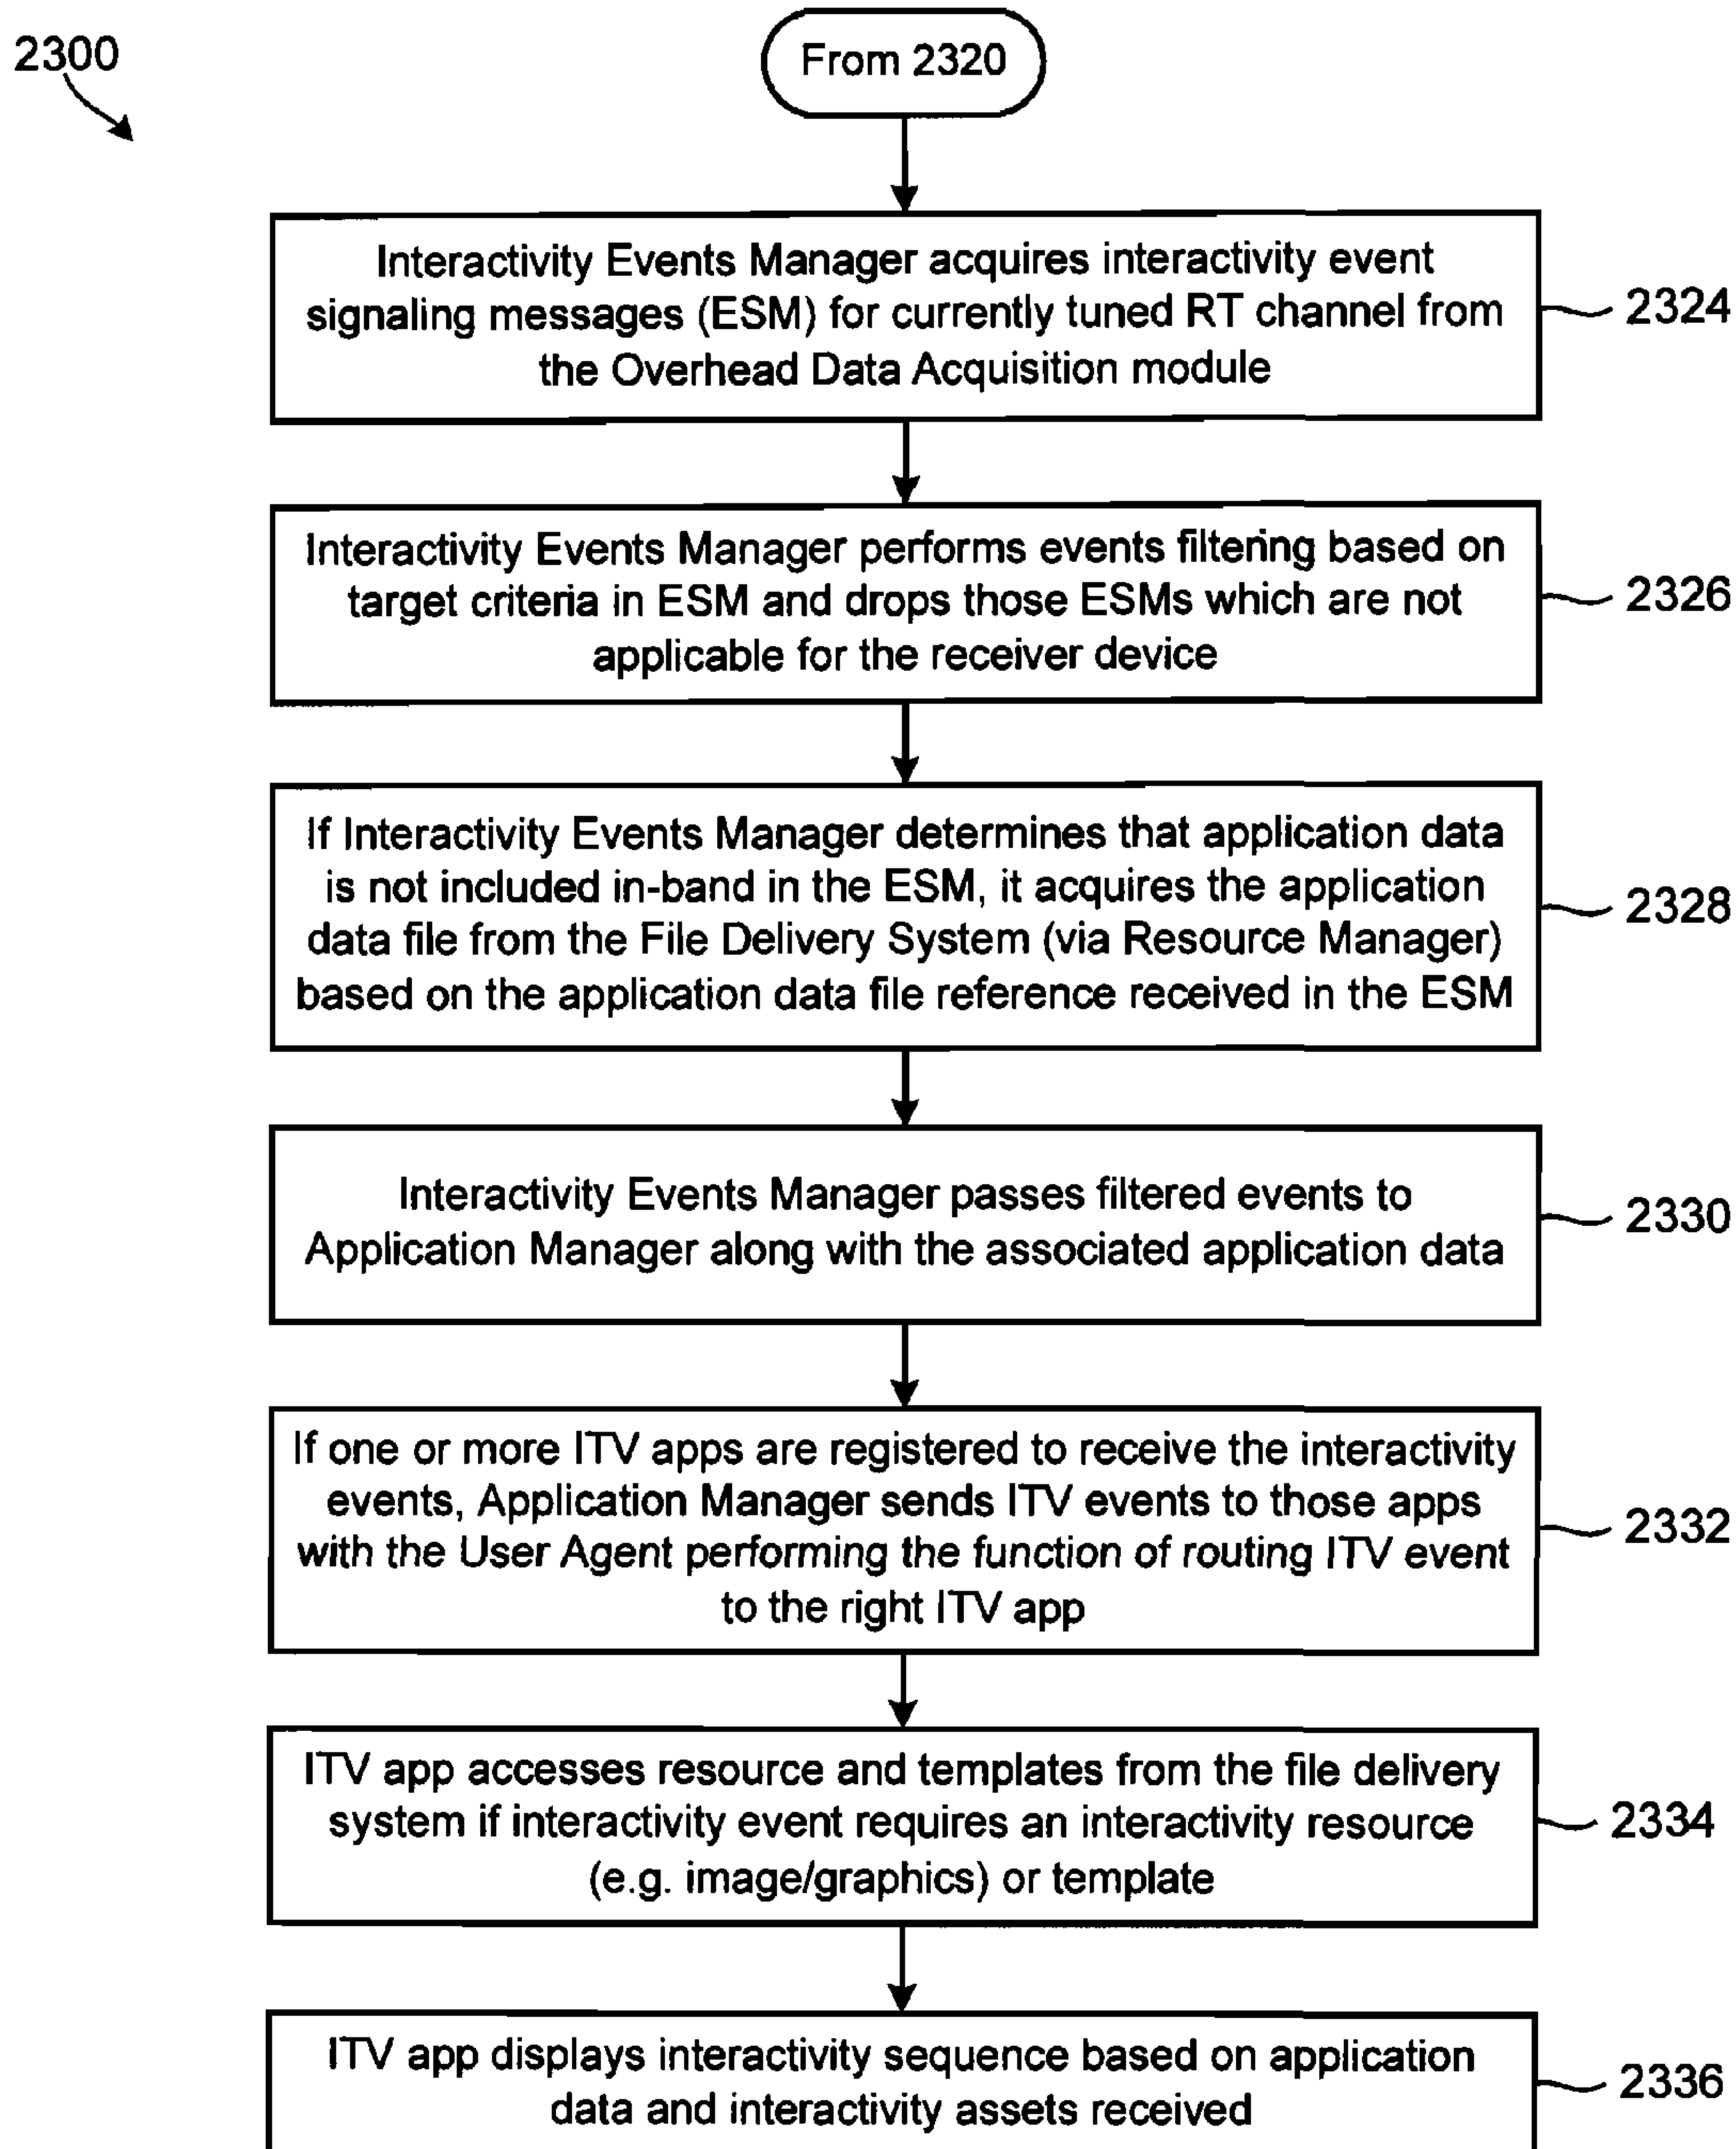 2300
From 2320
Interactivity Events Manager acquires interactivity event
signaling messages (ESM) for currently tuned RT channel from
the Overhead Data Acquisition module
2324
Interactivity Events Manager performs events filtering based on
target criteria in ESM and drops those ESMs which are not
applicable for the receiver device
2326
If Interactivity Events Manager determines that application data
is not included in-band in the ESM, it acquires the application
data file from the File Delivery System (via Resource Manager)
based on the application data file reference received in the ESM
2328
Interactivity Events Manager passes filtered events to
Application Manager along with the associated application data
2330
If one or more ITV apps are registered to receive the interactivity
events, Application Manager sends ITV events to those apps
with the User Agent performing the function of routing ITV event
to the right ITV app
2332
ITV app accesses resource and templates from the file delivery
system if interactivity event requires an interactivity resource
(e.g. image/graphics) or template
2334
ITV app displays interactivity sequence based on application
data and interactivity assets received
2336